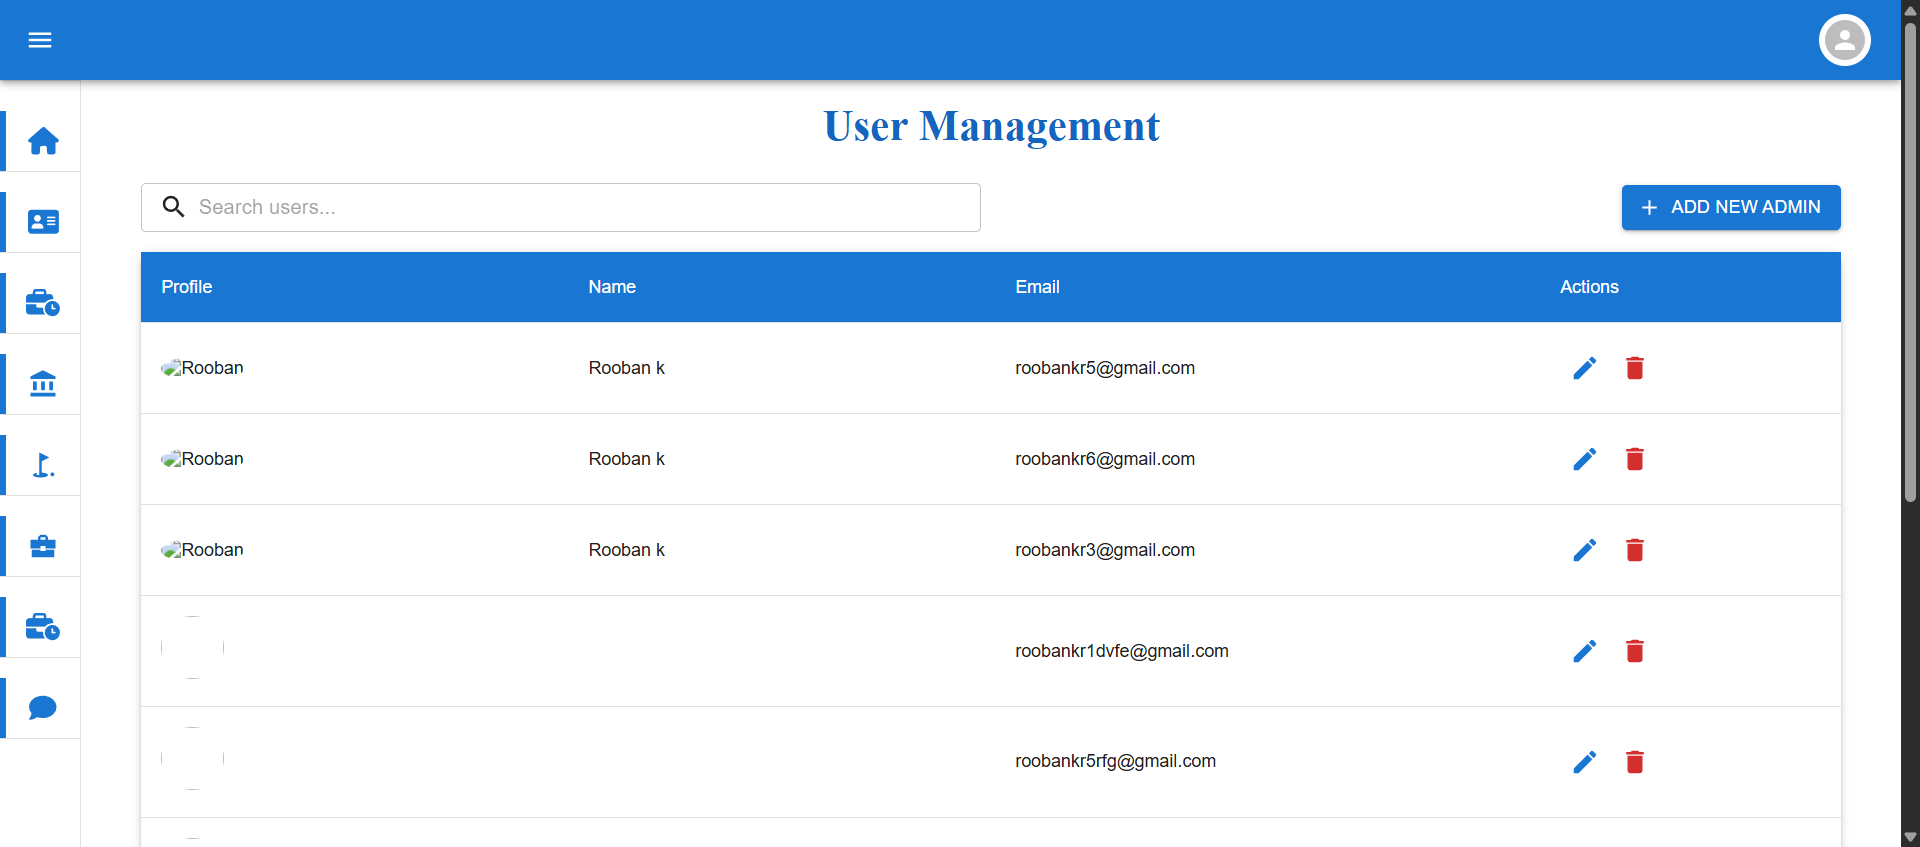 User Management
Search users...
ADD NEW ADMIN
Profile Name Email Actions
Rooban Rooban k roobankr5@gmail.com
Rooban Rooban k roobankr6@gmail.com
Rooban Rooban k roobankr3@gmail.com
roobankr1dvfe@gmail.com
roobankr5rfg@gmail.com